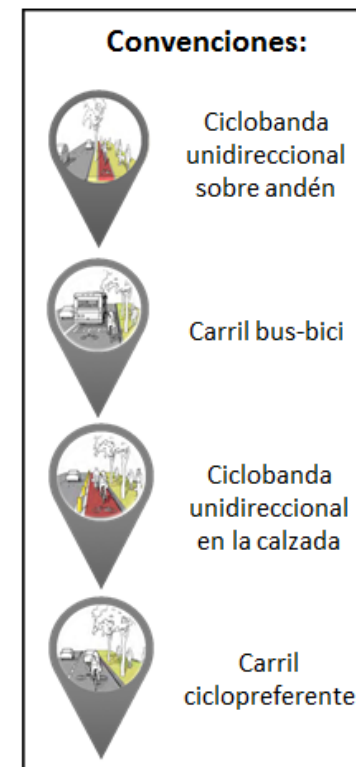 Convenciones:
Ciclobanda
unidireccional
sobre andén
Carril bus-bici
Ciclobanda
unidireccional
en la calzada
Carril
ciclopreferente